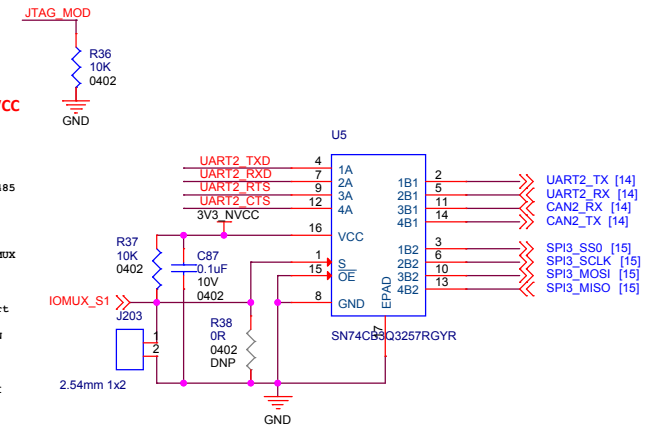 JTAG_MOD
R36
10K
0402
GND
VCC
U5
485
UART2_TXD 4 1A
UART2_RXD 7 2A
UART2_RTS 9 3A
UART2_CTS 12 4A
1B1 2 UART2_TX [14]
2B1 5 UART2_RX [14]
3B1 11 CAN2_RX [14]
4B1 14 CAN2_TX [14]
3V3_NVCC
16 VCC
MUX
R37
10K
0402
C87
0.1uF
10V
0402
1 S
15 OE
8 GND
EPAD
1B2 3 SPI3_SS0 [15]
2B2 6 SPI3_SCLK [15]
3B2 10 SPI3_MOSI [15]
4B2 13 SPI3_MISO [15]
IOMUX_S1
J203
1
2
2.54mm 1x2
R38
0R
0402
DNP
SN74CB3Q3257RGYR
GND